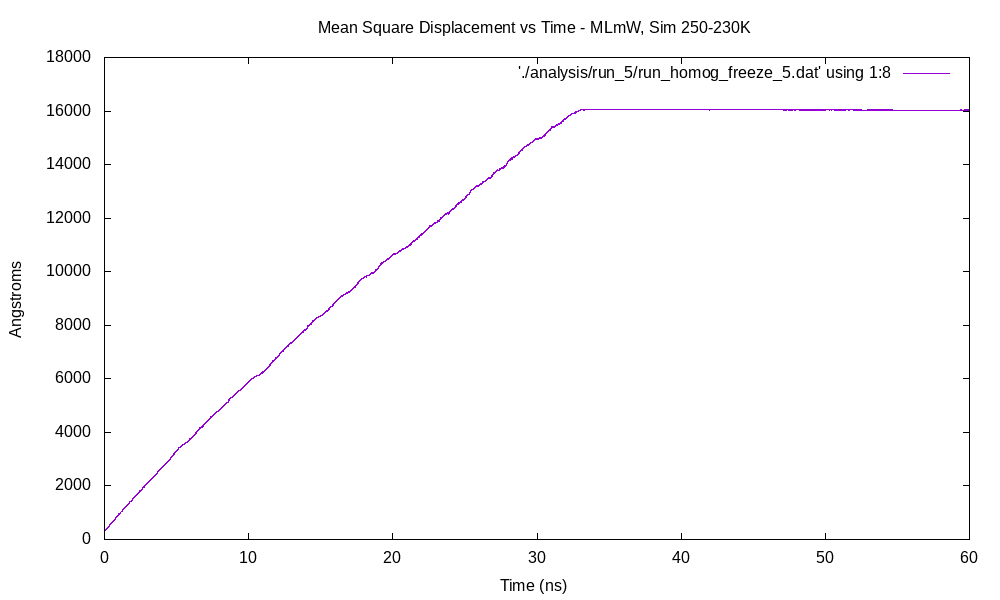 Mean Square Displacement vs Time - MLmW, Sim 250-230K
'./analysis/run_5/run_homog_freeze_5.dat' using 1:8
18000
16000
14000
12000
10000
8000
6000
4000
2000
0
Angstroms
0 10 20 30 40 50 60
Time (ns)